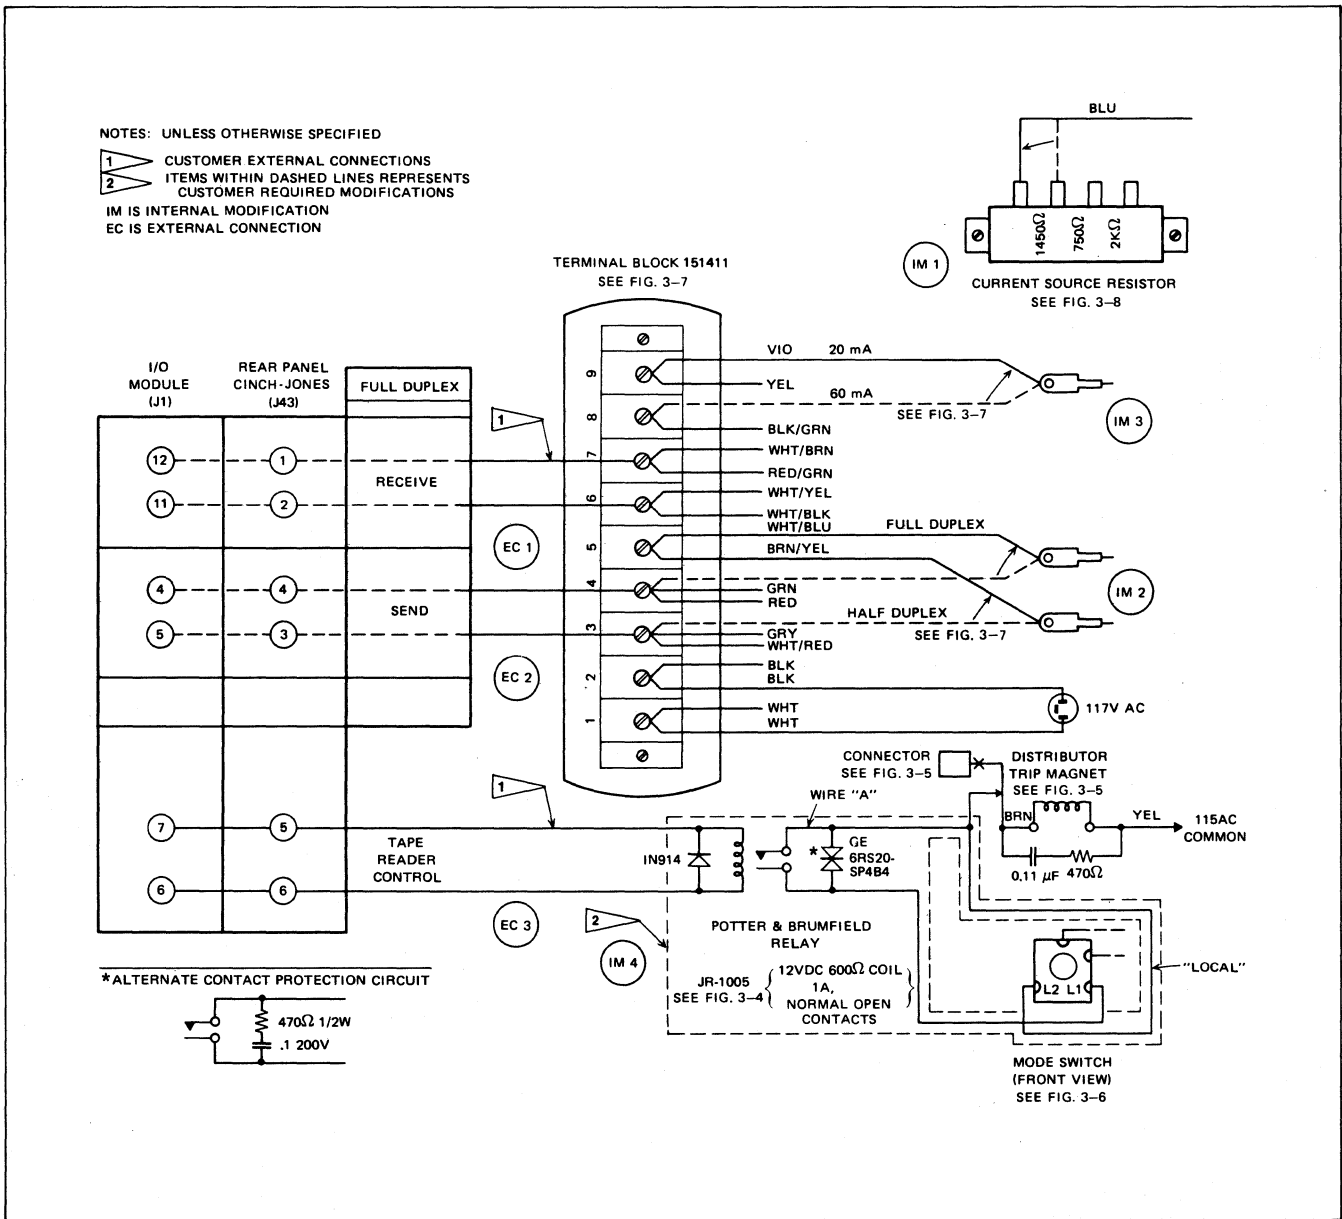 NOTES: UNLESS OTHERWISE SPECIFIED
1 CUSTOMER EXTERNAL CONNECTIONS
2 ITEMS WITHIN DASHED LINES REPRESENTS
CUSTOMER REQUIRED MODIFICATIONS
IM IS INTERNAL MODIFICATION
EC IS EXTERNAL CONNECTION
BLU
1450Ω
750Ω
2KΩ
IM 1
CURRENT SOURCE RESISTOR
SEE FIG. 3–8
TERMINAL BLOCK 151411
SEE FIG. 3–7
I/O
MODULE
(J1)
REAR PANEL
CINCH-JONES
(J43)
FULL DUPLEX
12
1
11
2
RECEIVE
4
4
5
3
SEND
7
5
6
6
TAPE
READER
CONTROL
1
EC 1
EC 2
1
EC 3
9
8
7
6
5
4
3
2
1
VIO 20 mA
YEL
60 mA
SEE FIG. 3–7
IM 3
BLK/GRN
WHT/BRN
RED/GRN
WHT/YEL
WHT/BLK
WHT/BLU FULL DUPLEX
BRN/YEL
GRN
RED
IM 2
HALF DUPLEX
SEE FIG. 3–7
GRY
WHT/RED
BLK
BLK
WHT
WHT
117V AC
CONNECTOR
SEE FIG. 3–5
DISTRIBUTOR
TRIP MAGNET
SEE FIG. 3–5
WIRE "A"
BRN
YEL
115AC
COMMON
0.11 µF 470Ω
IN914
*
GE
6RS20-
SP4B4
2
IM 4
POTTER & BRUMFIELD
RELAY
JR-1005
SEE FIG. 3–4
12VDC 600Ω COIL
1A,
NORMAL OPEN
CONTACTS
L2 L1
"LOCAL"
MODE SWITCH
(FRONT VIEW)
SEE FIG. 3–6
*ALTERNATE CONTACT PROTECTION CIRCUIT
470Ω 1/2W
.1 200V